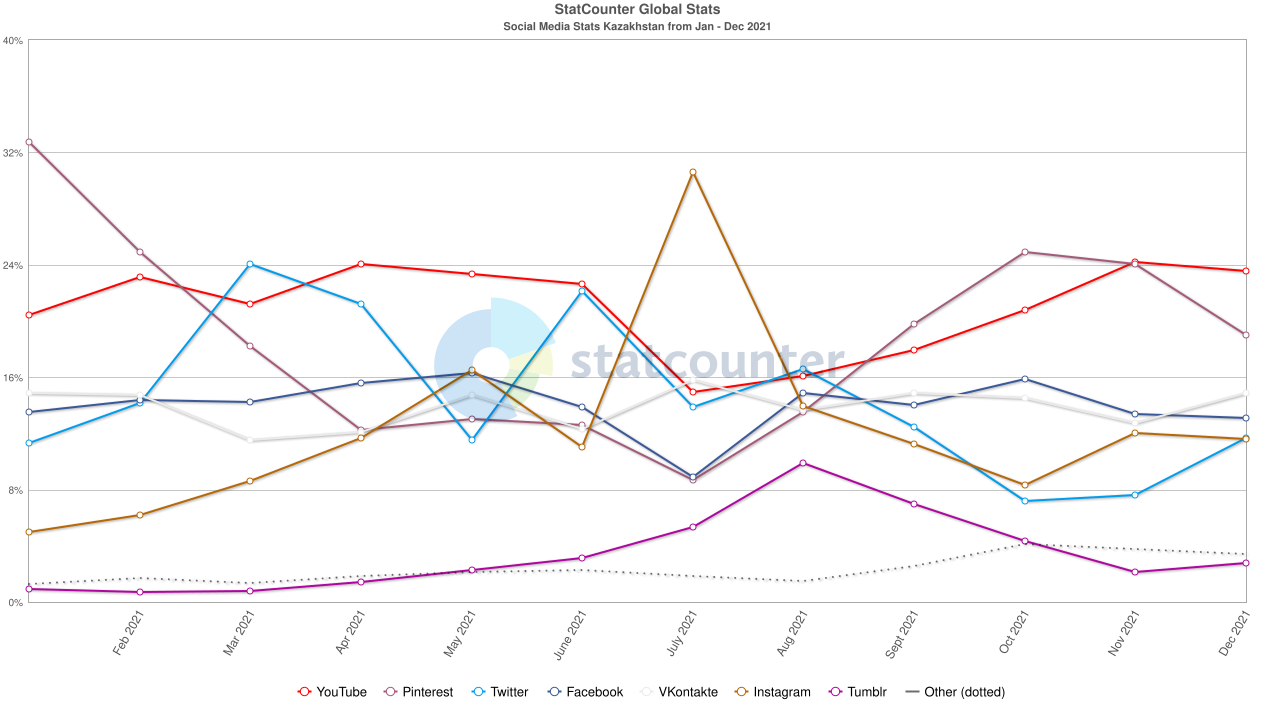 StatCounter Global Stats
Social Media Stats Kazakhstan from Jan - Dec 2021
40%
32%
24%
16%
8%
0%
statcounter
Feb 2021
Mar 2021
Apr 2021
May 2021
June 2021
July 2021
Aug 2021
Sept 2021
Oct 2021
Nov 2021
Dec 2021
YouTube Pinterest Twitter Facebook VKontakte Instagram Tumblr Other (dotted)